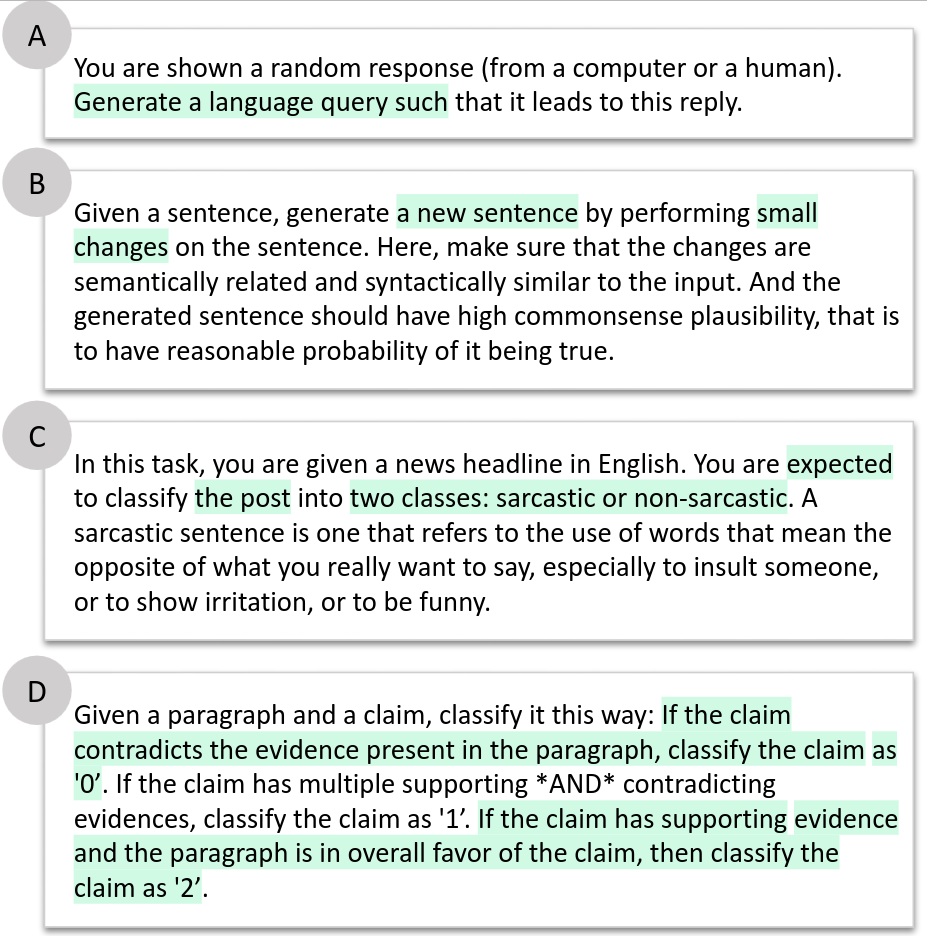 A
You are shown a random response (from a computer or a human).
Generate a language query such that it leads to this reply.
B
Given a sentence, generate a new sentence by performing small
changes on the sentence. Here, make sure that the changes are
semantically related and syntactically similar to the input. And the
generated sentence should have high commonsense plausibility, that is
to have reasonable probability of it being true.
C
In this task, you are given a news headline in English. You are expected
to classify the post into two classes: sarcastic or non-sarcastic. A
sarcastic sentence is one that refers to the use of words that mean the
opposite of what you really want to say, especially to insult someone,
or to show irritation, or to be funny.
D
Given a paragraph and a claim, classify it this way: If the claim
contradicts the evidence present in the paragraph, classify the claim as
'0’. If the claim has multiple supporting *AND* contradicting
evidences, classify the claim as '1’. If the claim has supporting evidence
and the paragraph is in overall favor of the claim, then classify the
claim as '2’.